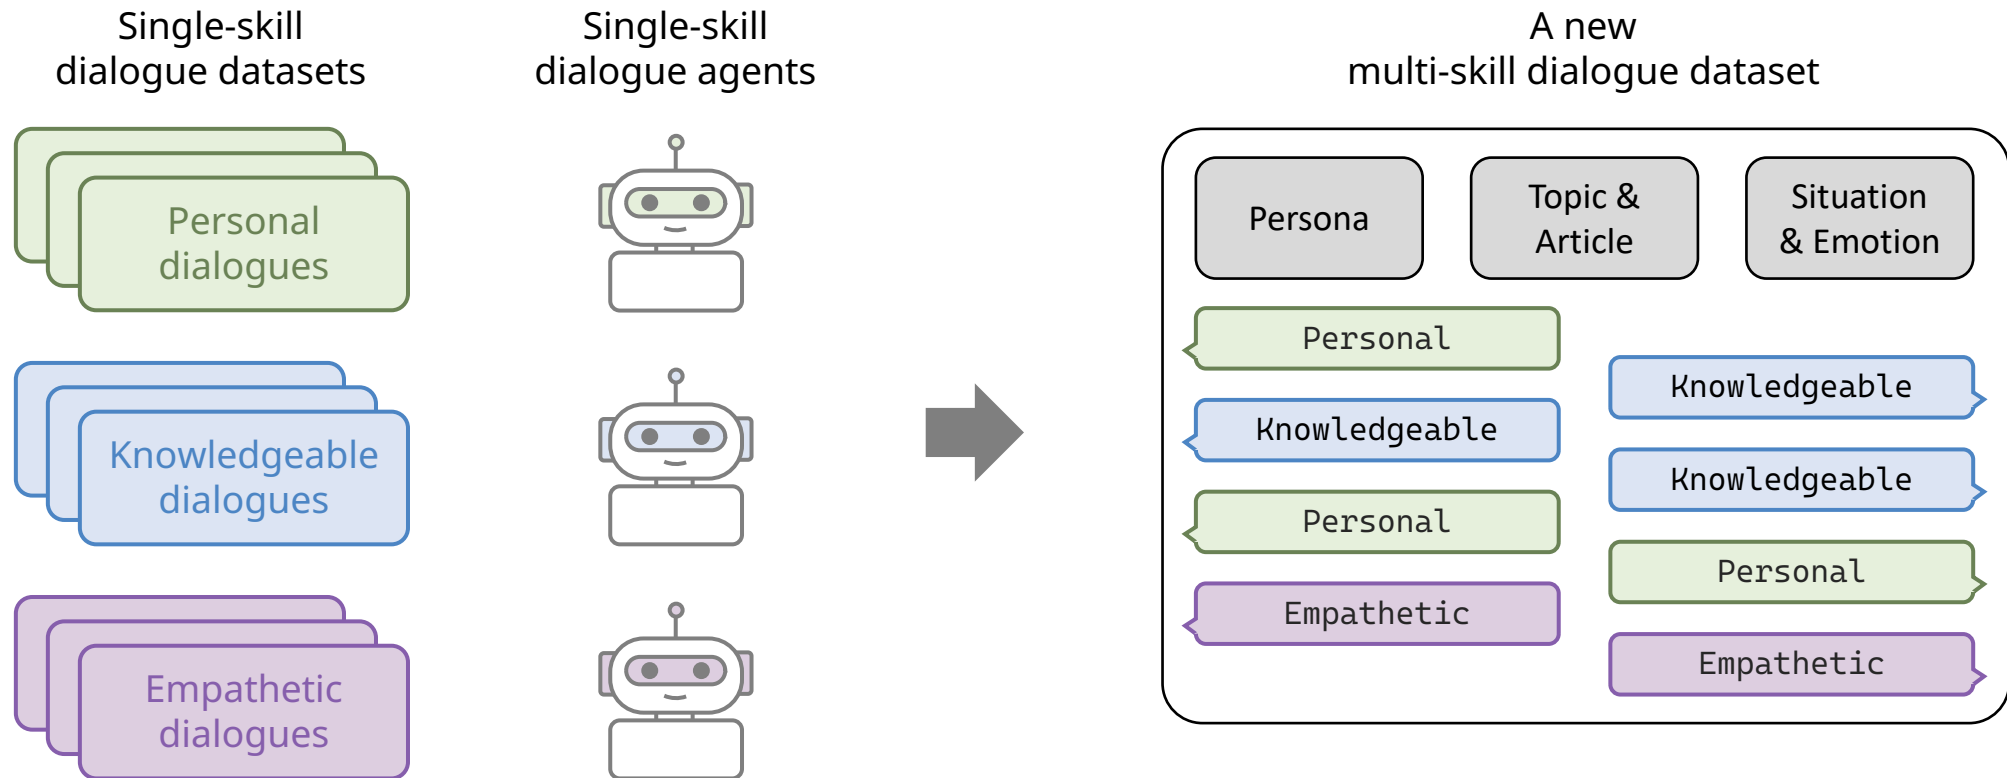 Single-skill
dialogue datasets
Single-skill
dialogue agents
A new
multi-skill dialogue dataset
Personal
dialogues
Knowledgeable
dialogues
Empathetic
dialogues
Persona
Topic &
Article
Situation
& Emotion
Personal
Knowledgeable
Knowledgeable
Knowledgeable
Personal
Personal
Empathetic
Empathetic